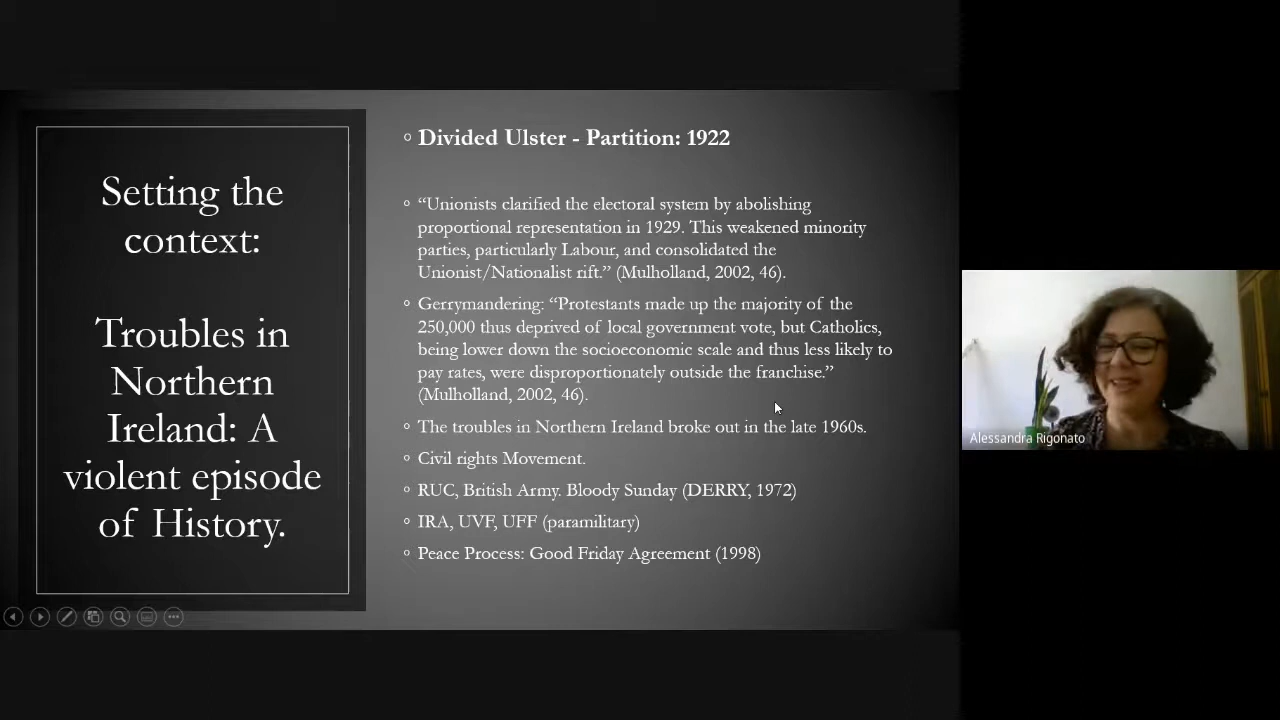 Setting the
context:
Troubles in
Northern
Ireland: A
violent episode
of History.
Divided Ulster - Partition: 1922
“Unionists clarified the electoral system by abolishing
proportional representation in 1929. This weakened minority
parties, particularly Labour, and consolidated the
Unionist/Nationalist rift.” (Mulholland, 2002, 46).
Gerrymandering: “Protestants made up the majority of the
250,000 thus deprived of local government vote, but Catholics,
being lower down the socioeconomic scale and thus less likely to
pay rates, were disproportionately outside the franchise.”
(Mulholland, 2002, 46).
The troubles in Northern Ireland broke out in the late 1960s.
Civil rights Movement.
RUC, British Army. Bloody Sunday (DERRY, 1972)
IRA, UVF, UFF (paramilitary)
Peace Process: Good Friday Agreement (1998)
Alessandra Rigonato